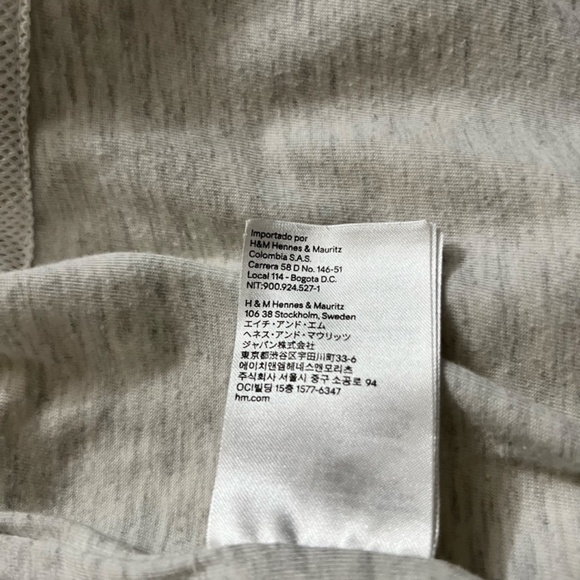 Importado por
H&M Hennes & Mauritz
Colombia S.A.S.
Carrera 58 D No. 146-51
Local 114 - Bogota D.C.
NIT:900.924.527-1
H & M Hennes & Mauritz
106 38 Stockholm, Sweden
エイチ・アンド・エム
ヘネス・アンド・マウリッツ
ジャパン株式会社
東京都渋谷区宇田川町33-6
에이치앤엠헤네스앤모리츠
주식회사 서울시 중구 소공로 94
OCI빌딩 15층 1577-6347
hm.com